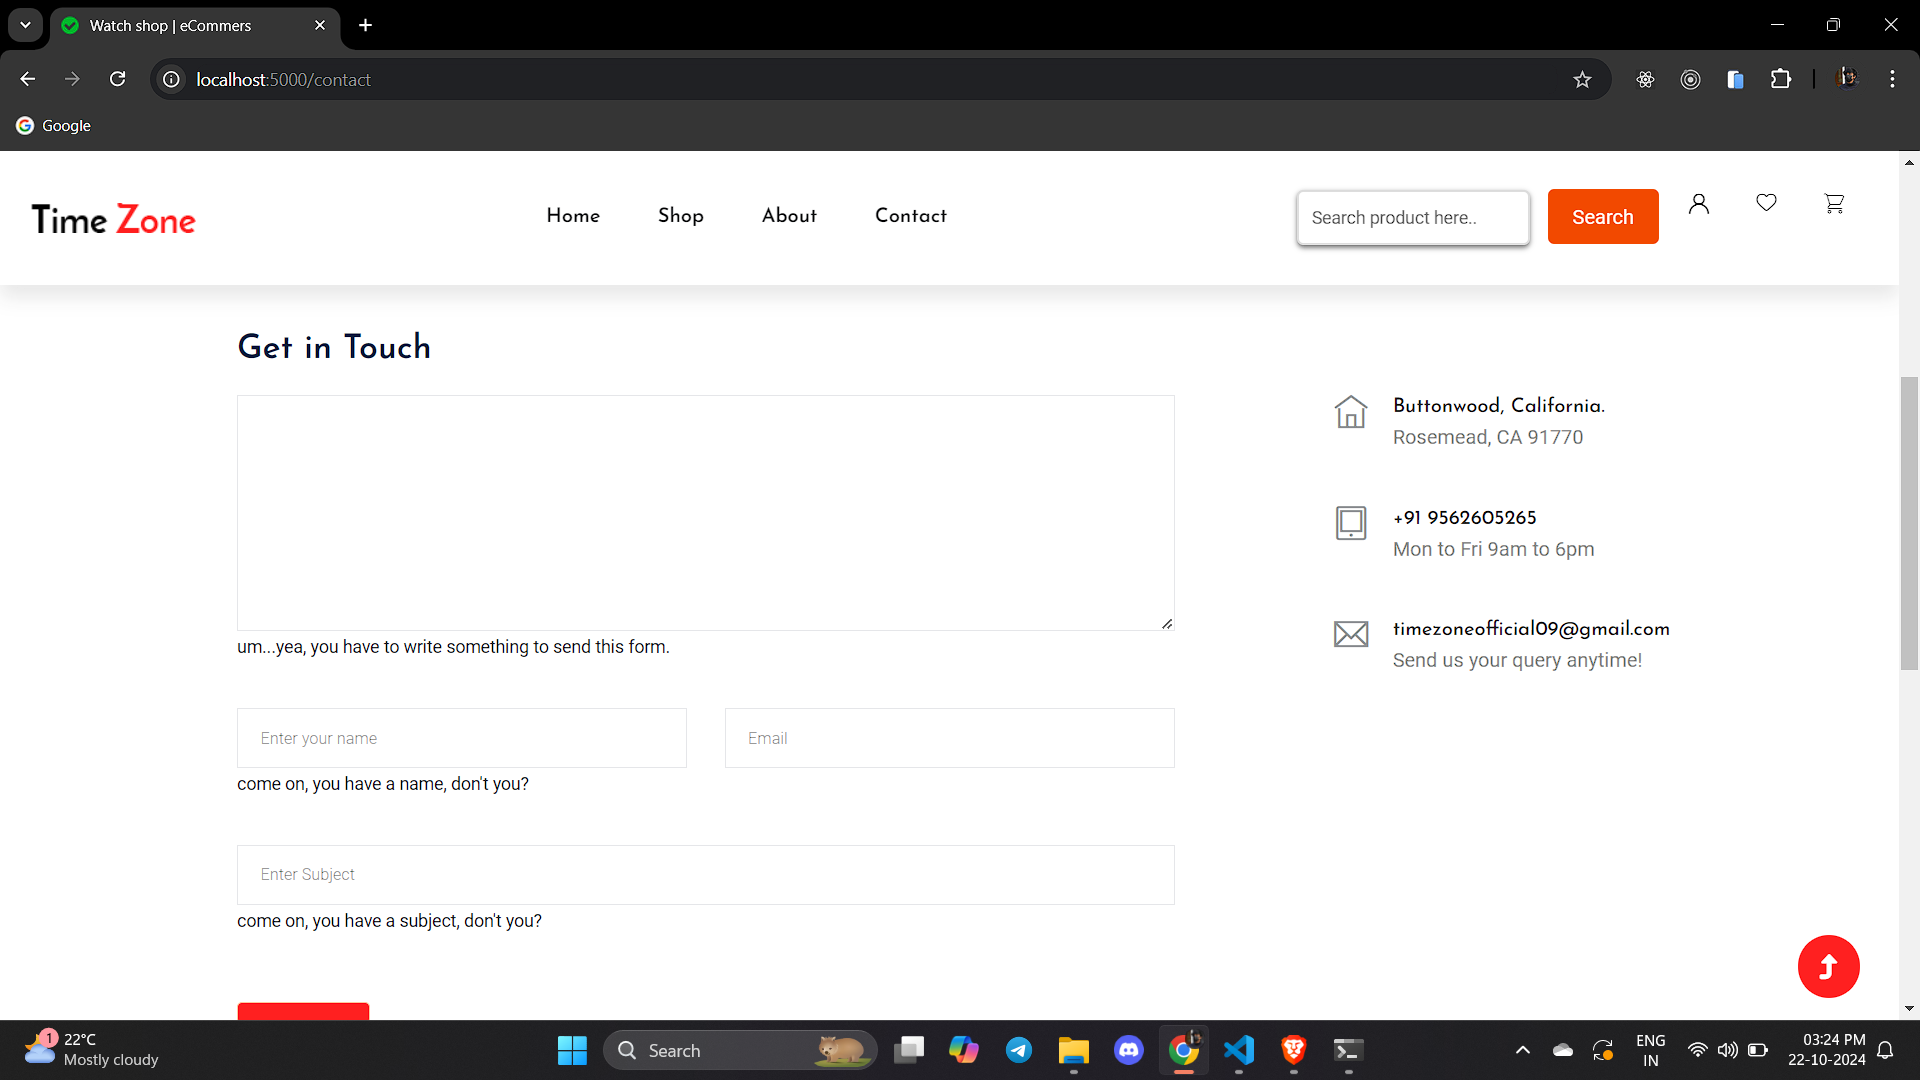 Watch shop | eCommers
localhost:5000/contact
Google
Time Zone
Home Shop About Contact
Search product here..
Search
Get in Touch
Buttonwood, California.
Rosemead, CA 91770
+91 9562605265
Mon to Fri 9am to 6pm
timezoneofficial09@gmail.com
Send us your query anytime!
um...yea, you have to write something to send this form.
Enter your name
Email
come on, you have a name, don't you?
Enter Subject
come on, you have a subject, don't you?
1
22°C
Mostly cloudy
Search
ENG
IN
03:24 PM
22-10-2024